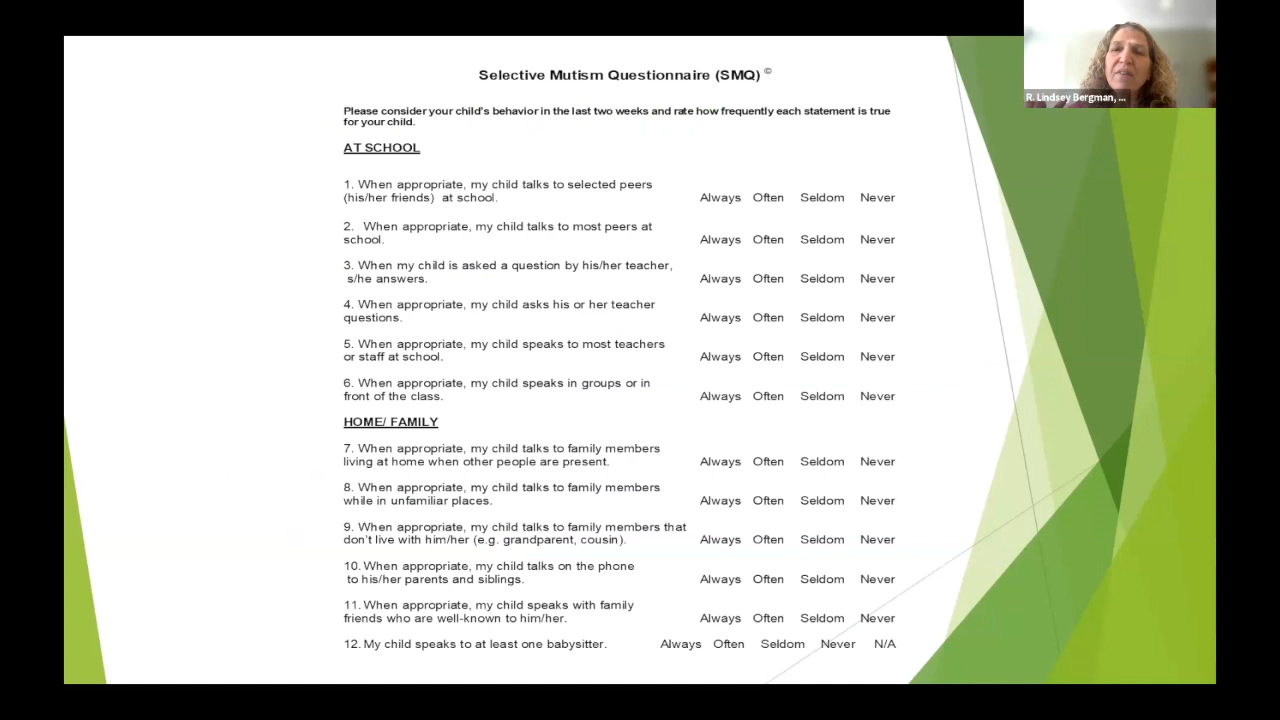 R. Lindsey Bergman, ...
Selective Mutism Questionnaire (SMQ) ©
Please consider your child's behavior in the last two weeks and rate how frequently each statement is true
for your child.
AT SCHOOL
1. When appropriate, my child talks to selected peers
(his/her friends) at school. Always Often Seldom Never
2. When appropriate, my child talks to most peers at
school. Always Often Seldom Never
3. When my child is asked a question by his/her teacher,
s/he answers. Always Often Seldom Never
4. When appropriate, my child asks his or her teacher
questions. Always Often Seldom Never
5. When appropriate, my child speaks to most teachers
or staff at school. Always Often Seldom Never
6. When appropriate, my child speaks in groups or in
front of the class. Always Often Seldom Never
HOME/ FAMILY
7. When appropriate, my child talks to family members
living at home when other people are present. Always Often Seldom Never
8. When appropriate, my child talks to family members
while in unfamiliar places. Always Often Seldom Never
9. When appropriate, my child talks to family members that
don't live with him/her (e.g. grandparent, cousin). Always Often Seldom Never
10. When appropriate, my child talks on the phone
to his/her parents and siblings. Always Often Seldom Never
11. When appropriate, my child speaks with family
friends who are well-known to him/her. Always Often Seldom Never
12. My child speaks to at least one babysitter. Always Often Seldom Never N/A